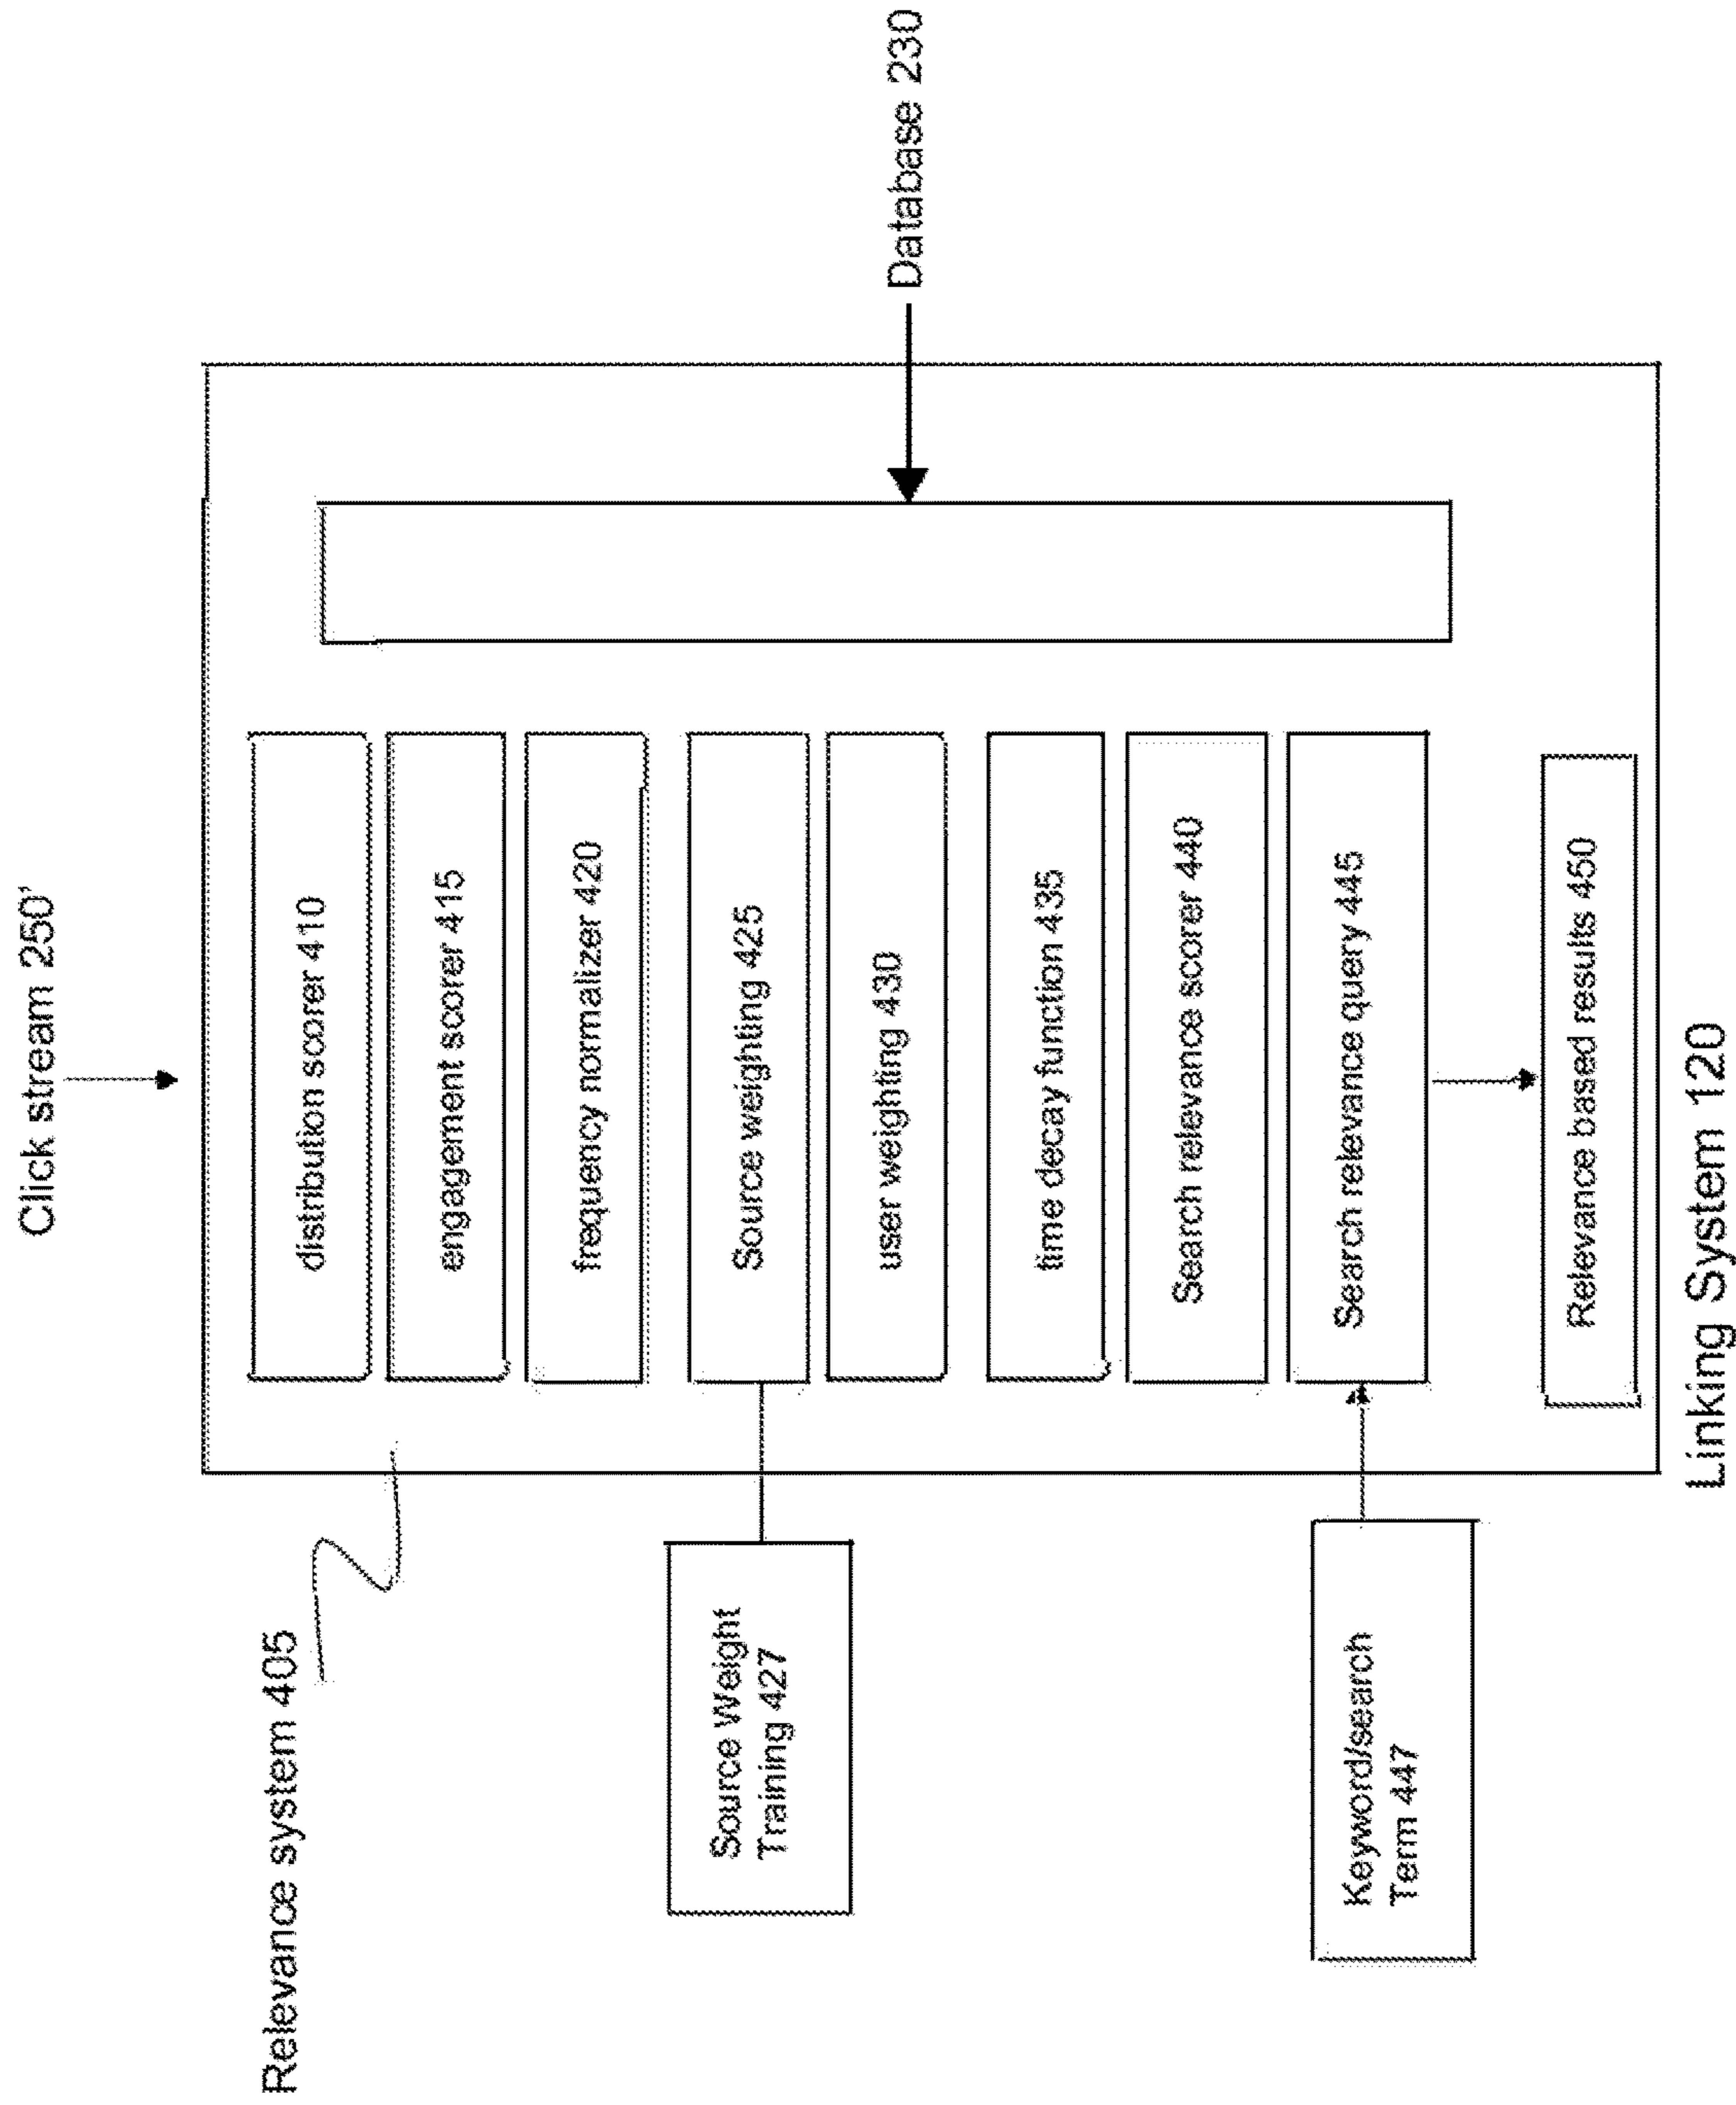 Click stream 250'
Relevance system 405
distribution scorer 410
engagement scorer 415
frequency normalizer 420
Source weighting 425
user weighting 430
time decay function 435
Search relevance scorer 440
Search relevance query 445
Relevance based results 450
Source Weight
Training 427
Keyword/search
Term 447
Database 230
Linking System 120